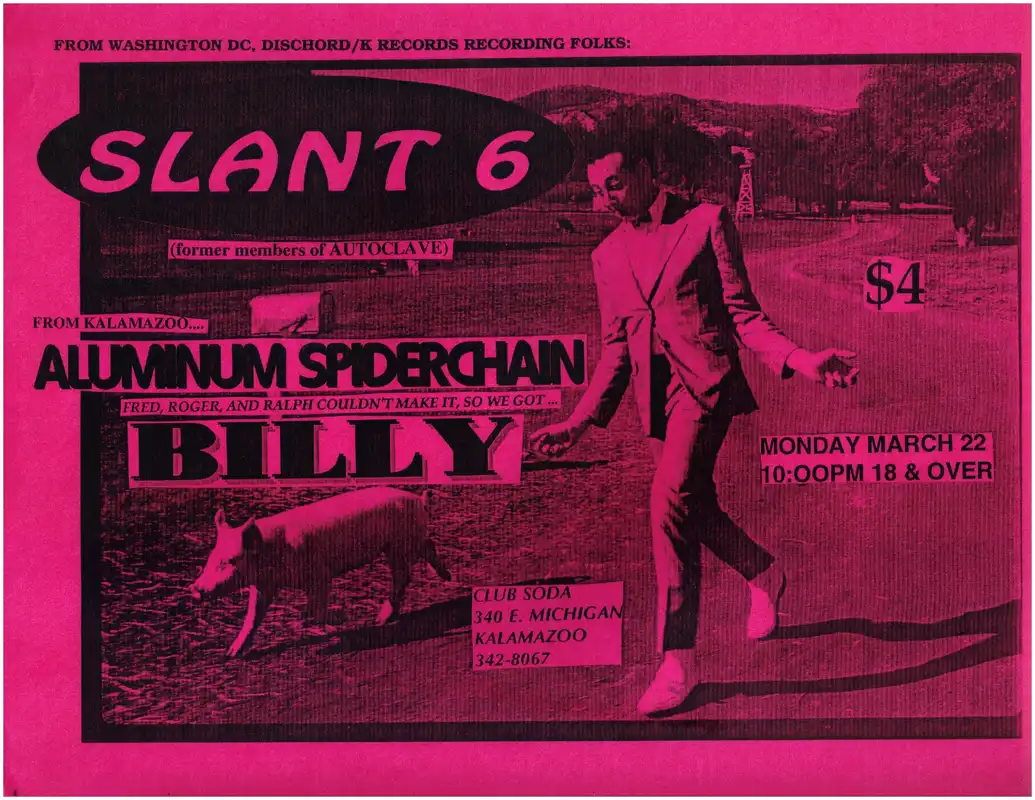 FROM WASHINGTON DC, DISCHORD/K RECORDS RECORDING FOLKS:
SLANT 6
(former members of AUTOCLAVE)
$4
FROM KALAMAZOO....
ALUMINUM SPIDERCHAIN
FRED, ROGER, AND RALPH COULDN'T MAKE IT, SO WE GOT ...
BILLY
MONDAY MARCH 22
10:OOPM 18 & OVER
CLUB SODA
340 E. MICHIGAN
KALAMAZOO
342-8067